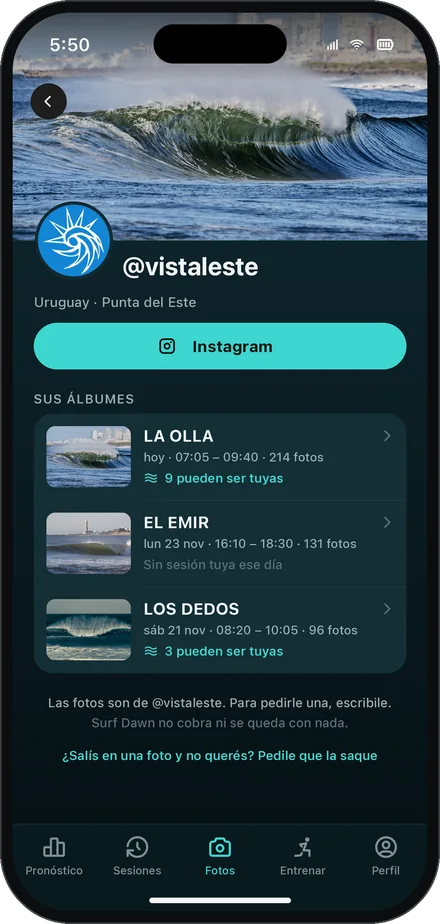 5:50
@vistaleste
Uruguay · Punta del Este
Instagram
SUS ÁLBUMES
LA OLLA
hoy · 07:05 – 09:40 · 214 fotos
9 pueden ser tuyas
EL EMIR
lun 23 nov · 16:10 – 18:30 · 131 fotos
Sin sesión tuya ese día
LOS DEDOS
sáb 21 nov · 08:20 – 10:05 · 96 fotos
3 pueden ser tuyas
Las fotos son de @vistaleste. Para pedirle una, escribile.
Surf Dawn no cobra ni se queda con nada.
¿Salís en una foto y no querés? Pedile que la saque
Pronóstico Sesiones Fotos Entrenar Perfil